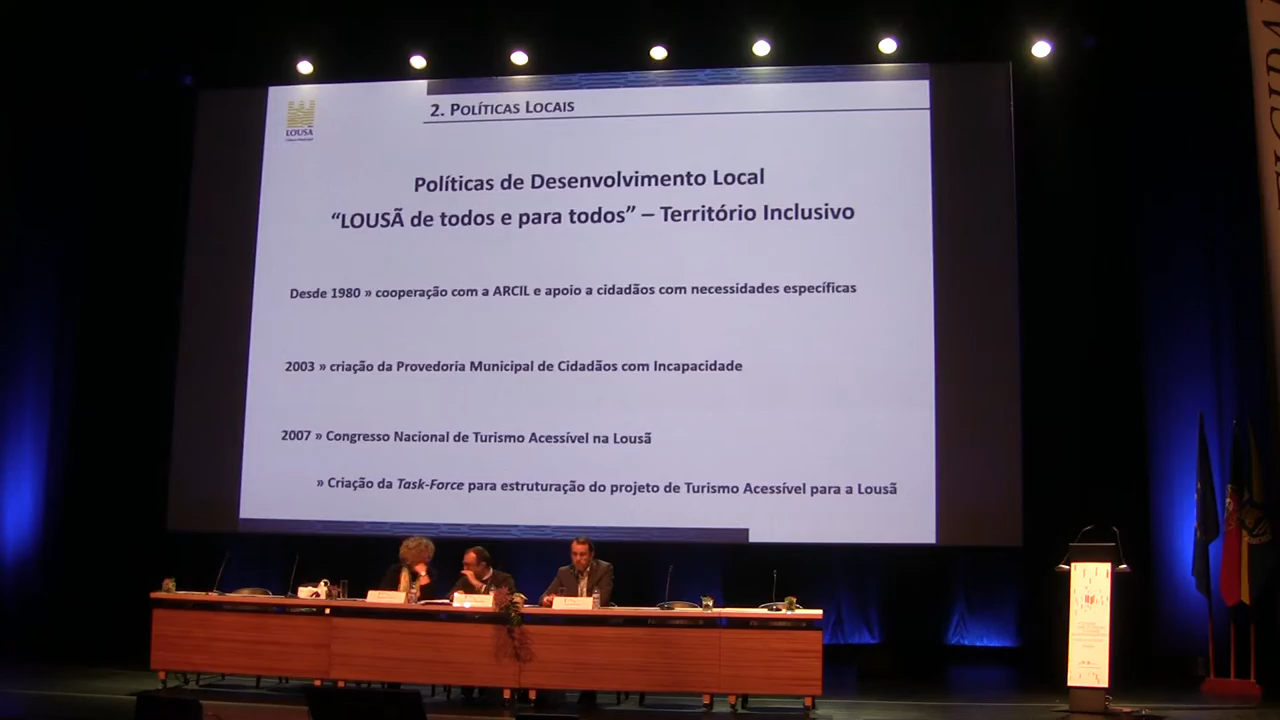 LOUSÃ
2. POLÍTICAS LOCAIS
Políticas de Desenvolvimento Local
“LOUSÃ de todos e para todos” – Território Inclusivo
Desde 1980 » cooperação com a ARCIL e apoio a cidadãos com necessidades específicas
2003 » criação da Provedoria Municipal de Cidadãos com Incapacidade
2007 » Congresso Nacional de Turismo Acessível na Lousã
» Criação da Task-Force para estruturação do projeto de Turismo Acessível para a Lousã